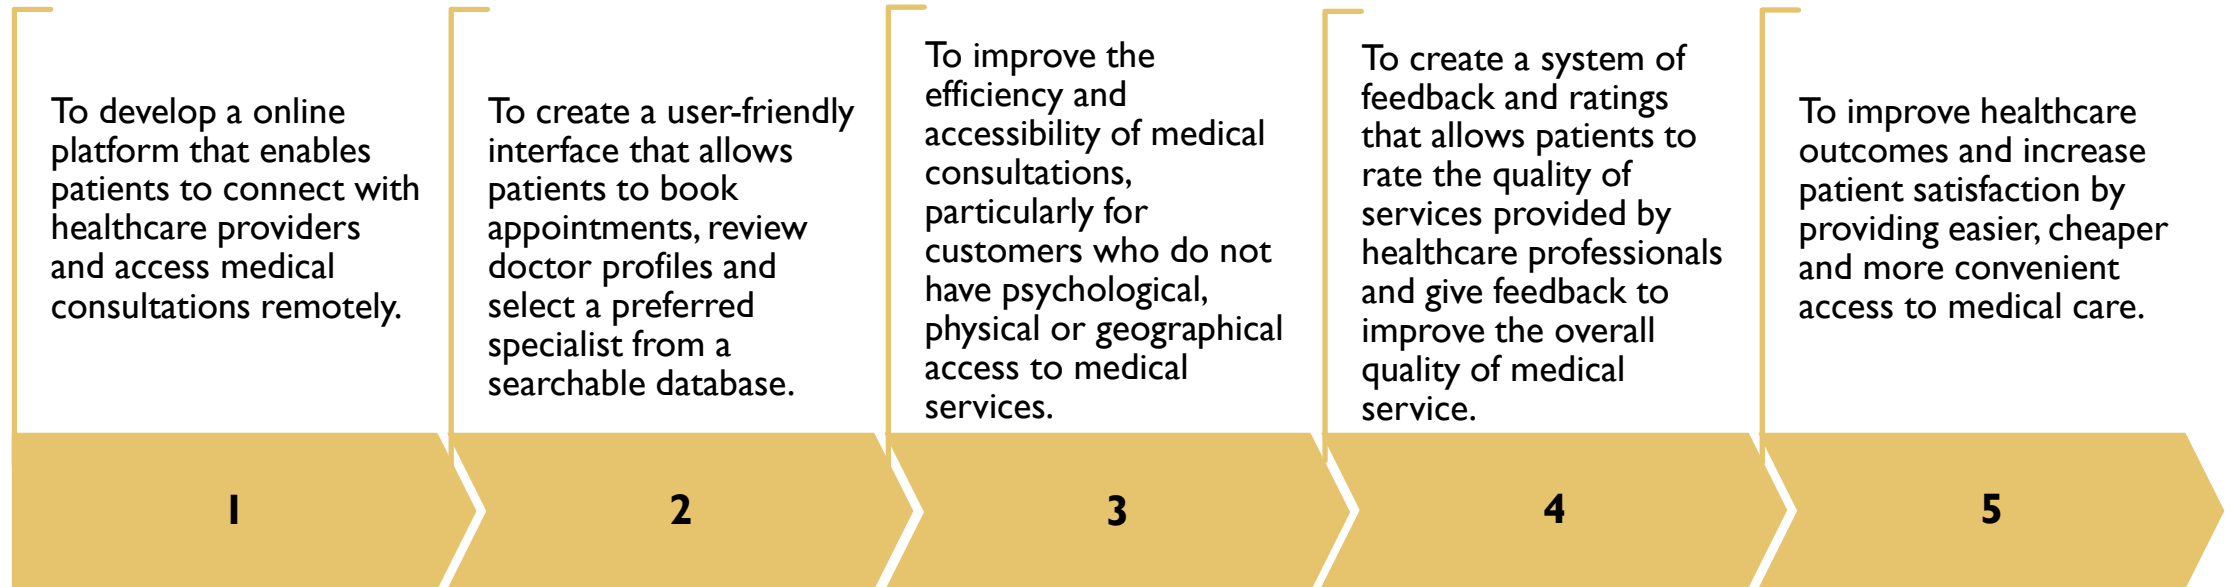 To develop a online
platform that enables
patients to connect with
healthcare providers
and access medical
consultations remotely.
To create a user-friendly
interface that allows
patients to book
appointments, review
doctor profiles and
select a preferred
specialist from a
searchable database.
To improve the
efficiency and
accessibility of medical
consultations,
particularly for
customers who do not
have psychological,
physical or geographical
access to medical
services.
To create a system of
feedback and ratings
that allows patients to
rate the quality of
services provided by
healthcare professionals
and give feedback to
improve the overall
quality of medical
service.
To improve healthcare
outcomes and increase
patient satisfaction by
providing easier, cheaper
and more convenient
access to medical care.
1
2
3
4
5